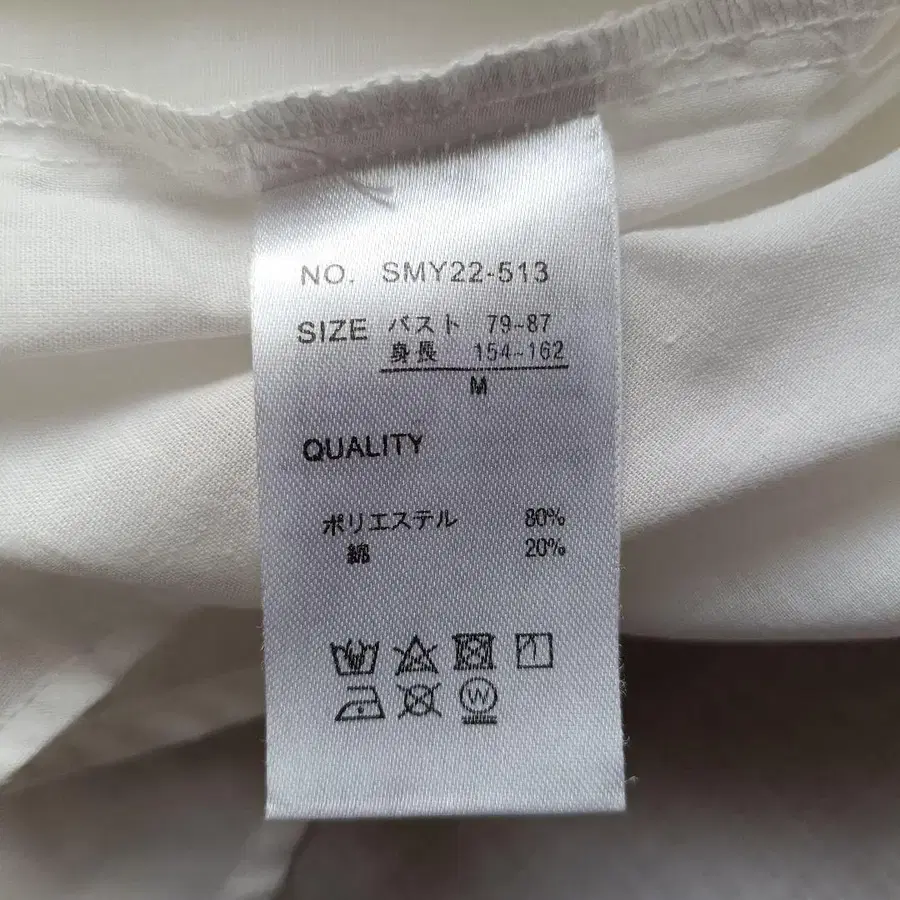 NO. SMY22-513
SIZE バスト 79~87
身長 154~162
M
QUALITY
ポリエステル 80%
綿 20%
W